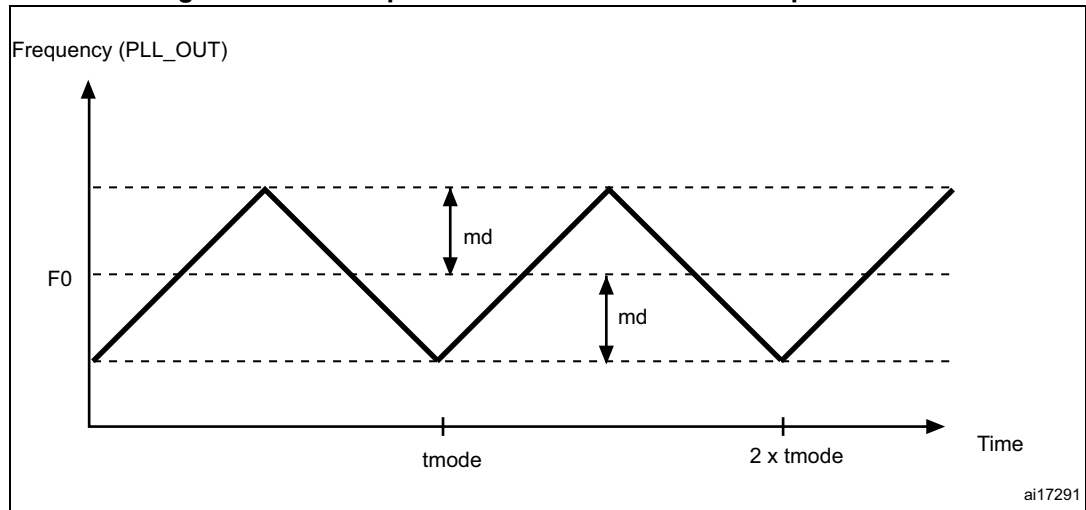 Frequency (PLL_OUT)
md
F0
md
tmode
2 x tmode
Time
ai17291